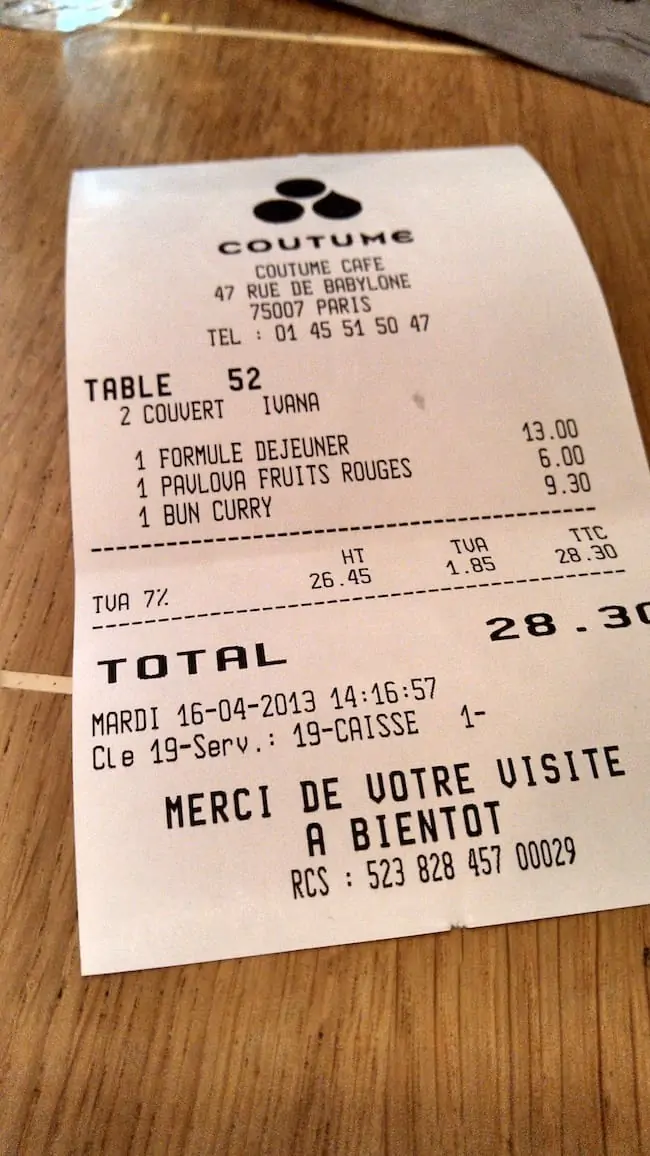 COUTUME
COUTUME CAFE
47 RUE DE BABYLONE
75007 PARIS
TEL : 01 45 51 50 47
TABLE 52
2 COUVERT IVANA
1 FORMULE DEJEUNER 13.00
1 PAVLOVA FRUITS ROUGES 6.00
1 BUN CURRY 9.30
HT TVA TTC
TVA 7% 26.45 1.85 28.30
TOTAL 28.30
MARDI 16-04-2013 14:16:57
Cle 19-Serv.: 19-CAISSE 1-
MERCI DE VOTRE VISITE
A BIENTOT
RCS : 523 828 457 00029